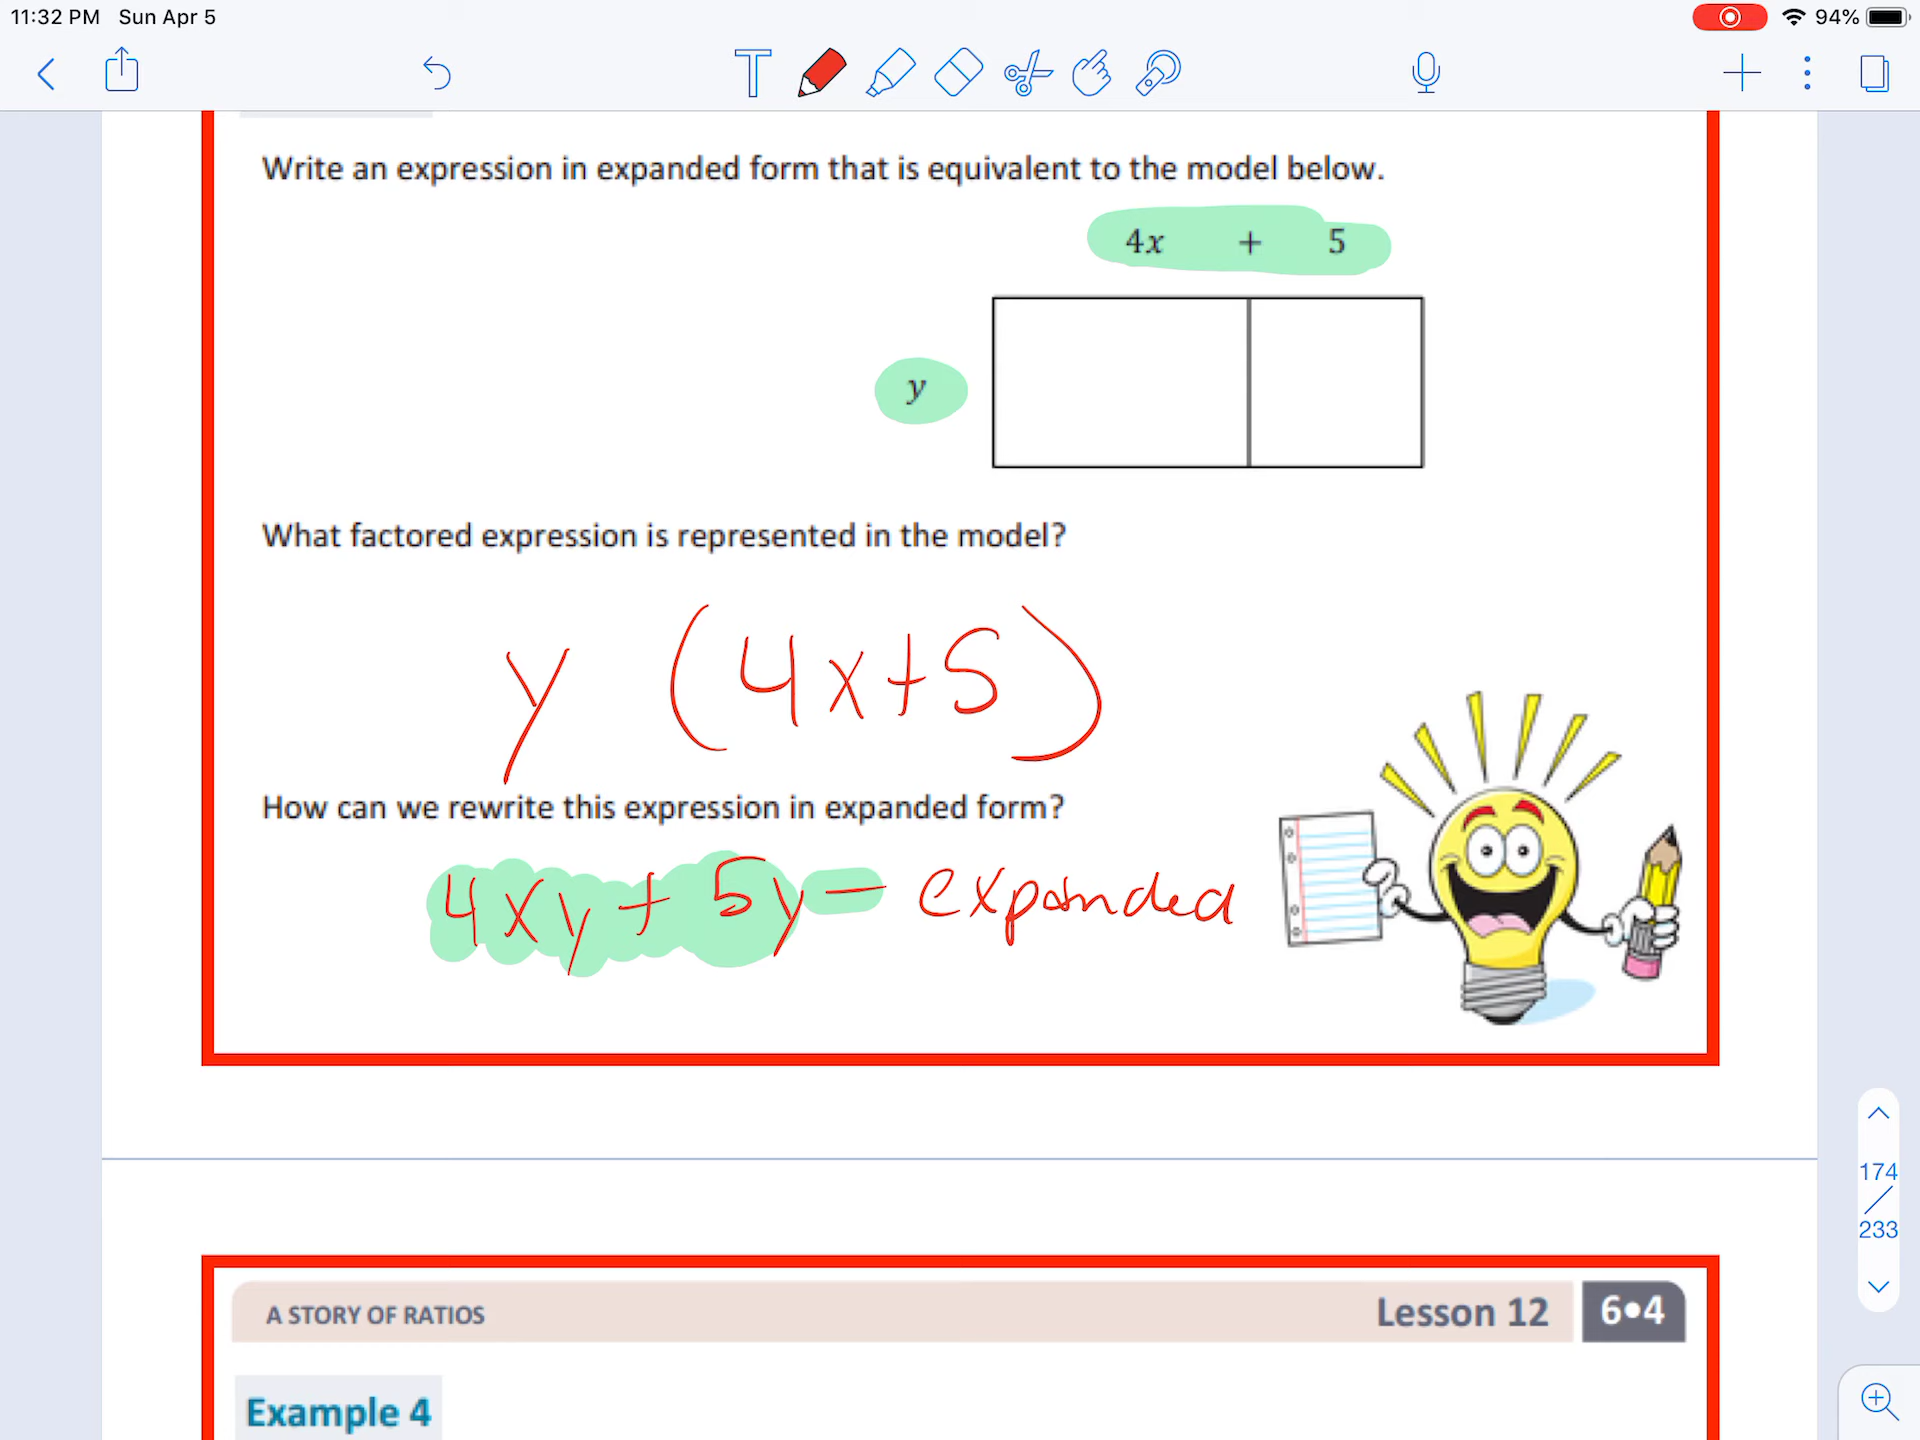 11:32 PM Sun Apr 5
94%
T
Write an expression in expanded form that is equivalent to the model below.
4x + 5
y
What factored expression is represented in the model?
y (4x+5)
How can we rewrite this expression in expanded form?
4xy + 5y — expanded
174
/
233
A STORY OF RATIOS
Lesson 12 6•4
Example 4